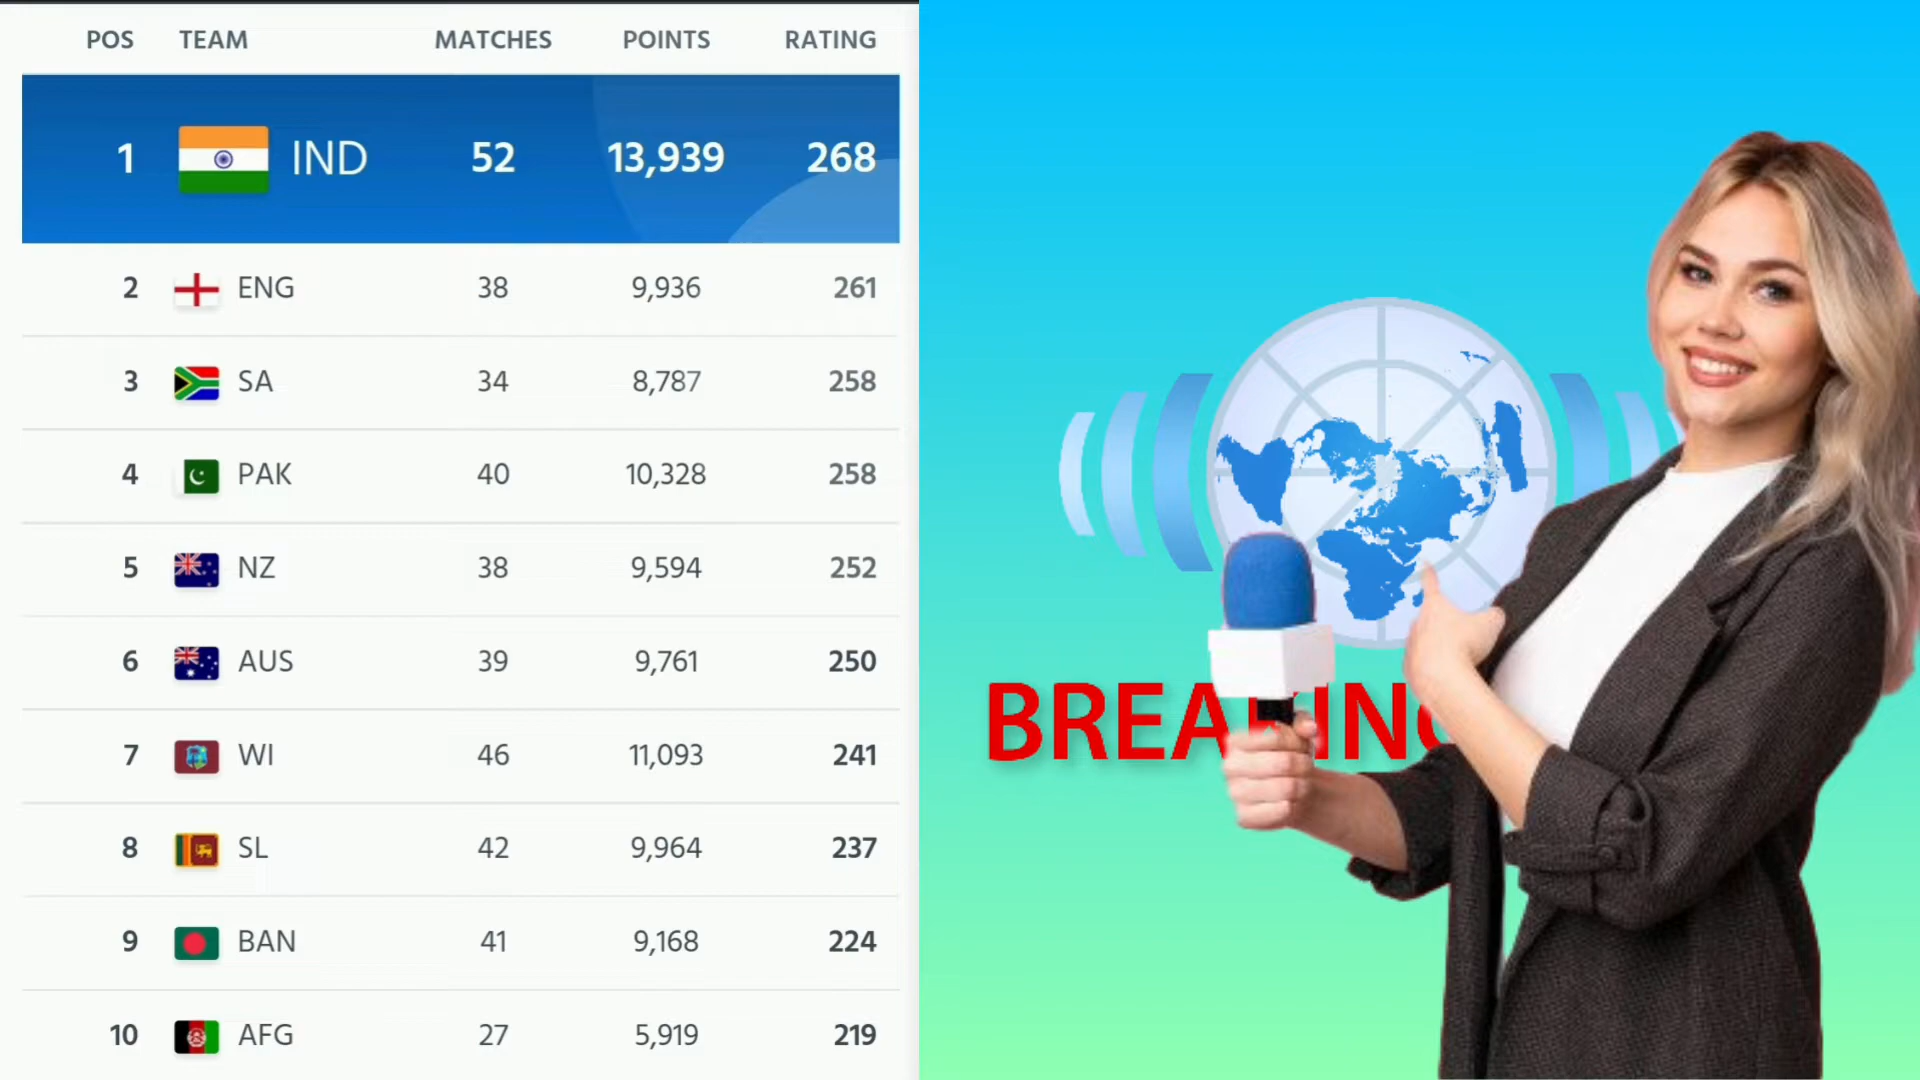 POS TEAM MATCHES POINTS RATING
1 IND 52 13,939 268
2 ENG 38 9,936 261
3 SA 34 8,787 258
4 PAK 40 10,328 258
5 NZ 38 9,594 252
6 AUS 39 9,761 250
7 WI 46 11,093 241
8 SL 42 9,964 237
9 BAN 41 9,168 224
10 AFG 27 5,919 219
BREAKING